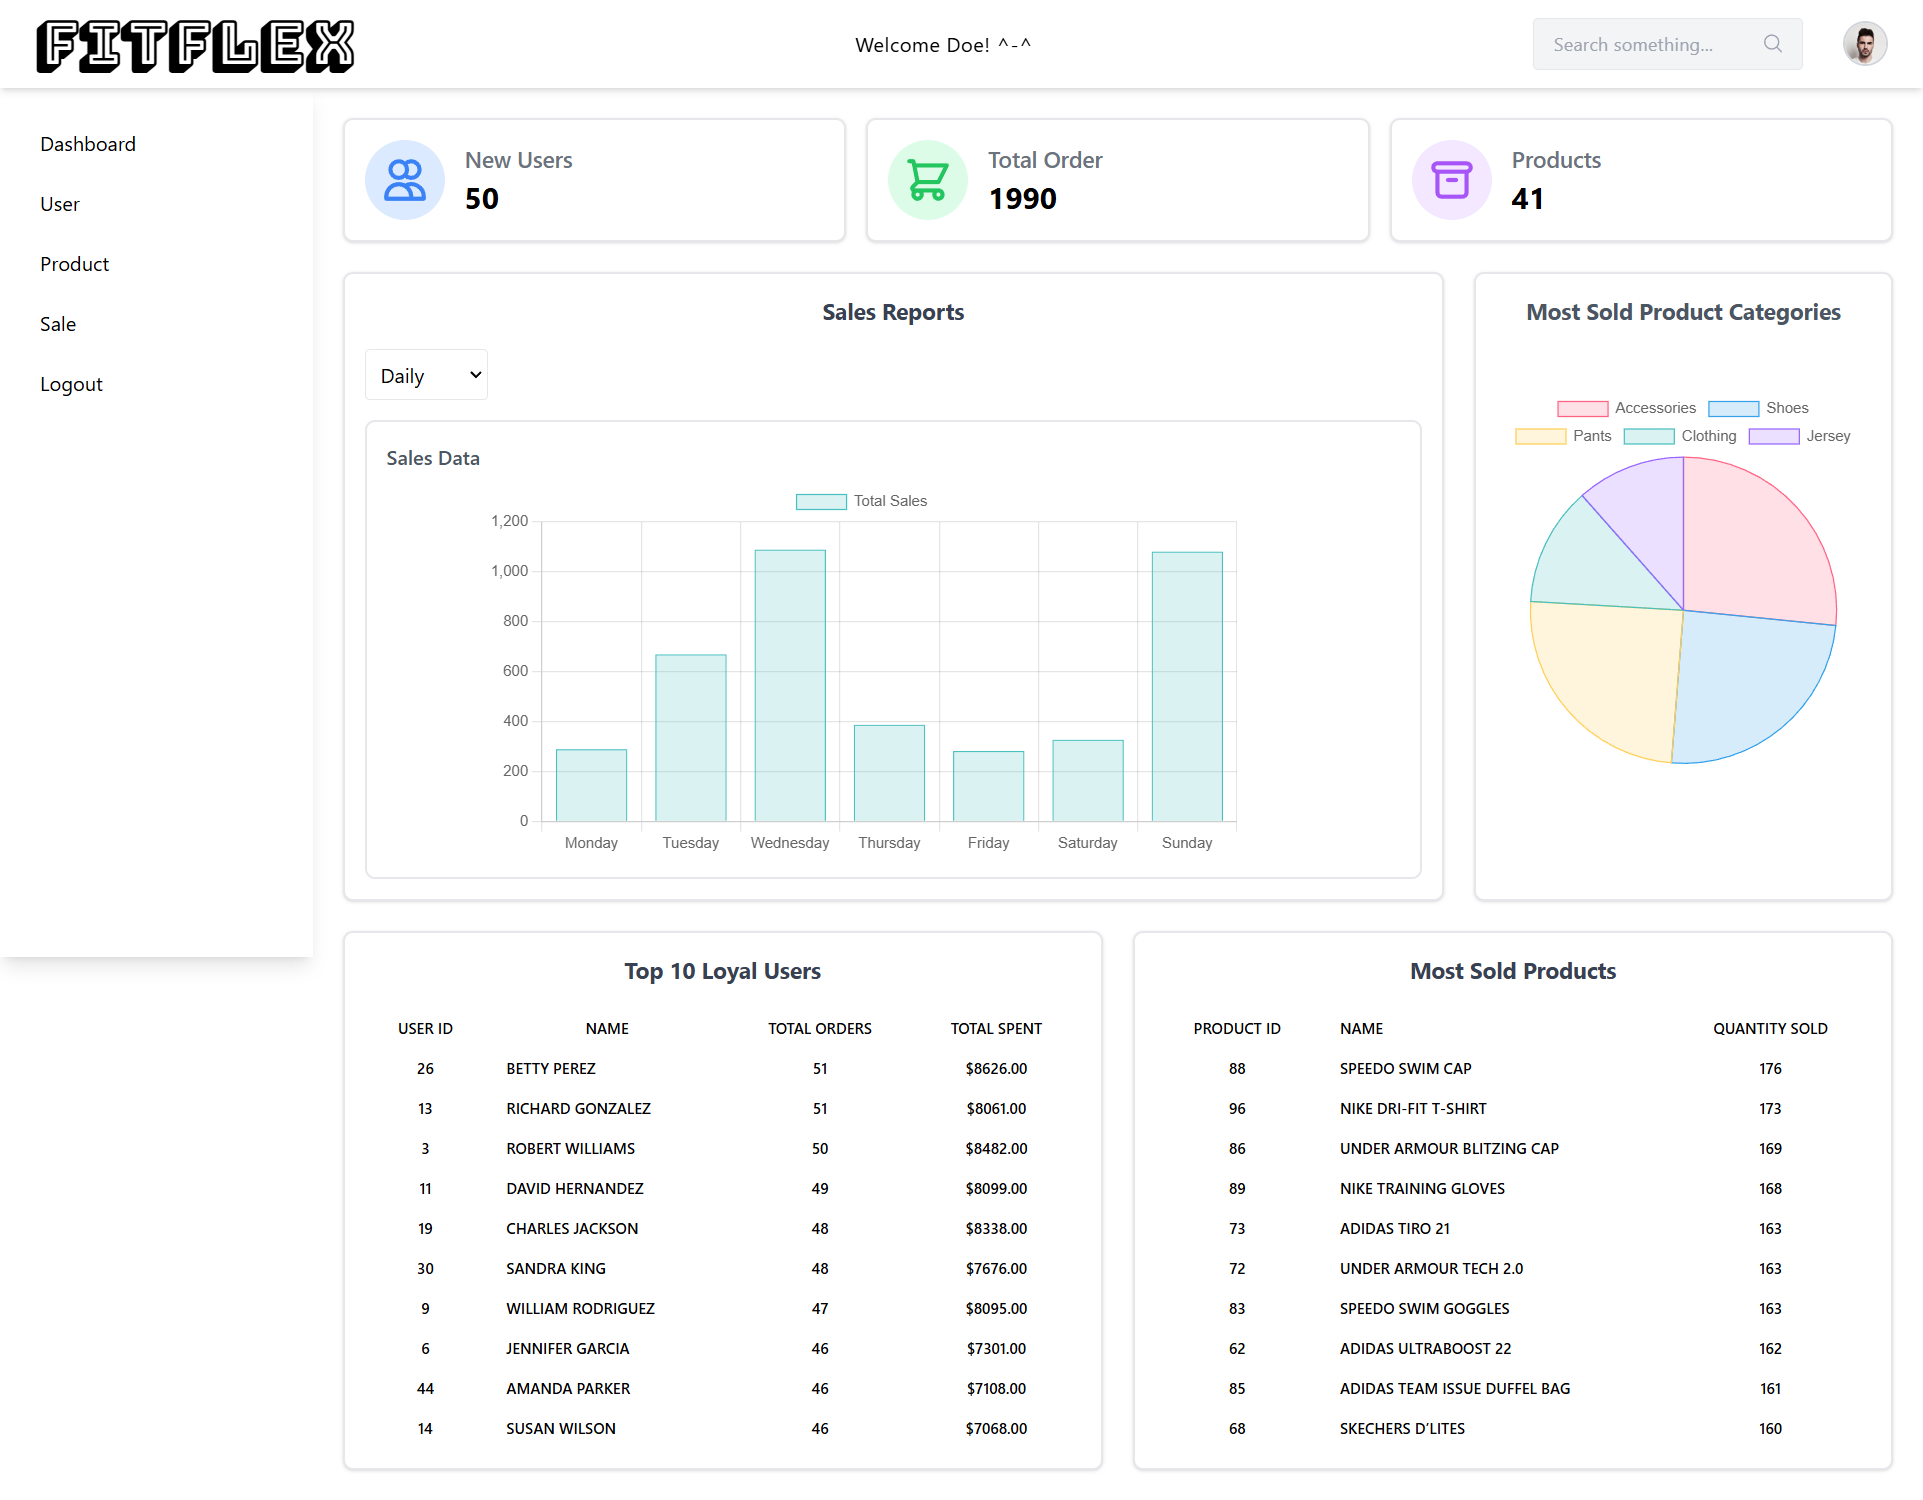 FITFLEX
Welcome Doe! ^-^
Search something...
Dashboard
User
Product
Sale
Logout
New Users
50
Total Order
1990
Products
41
Sales Reports
Daily
Sales Data
Total Sales
1,200
1,000
800
600
400
200
0
Monday Tuesday Wednesday Thursday Friday Saturday Sunday
Most Sold Product Categories
Accessories Shoes
Pants Clothing Jersey
Top 10 Loyal Users
USER ID NAME TOTAL ORDERS TOTAL SPENT
26 BETTY PEREZ 51 $8626.00
13 RICHARD GONZALEZ 51 $8061.00
3 ROBERT WILLIAMS 50 $8482.00
11 DAVID HERNANDEZ 49 $8099.00
19 CHARLES JACKSON 48 $8338.00
30 SANDRA KING 48 $7676.00
9 WILLIAM RODRIGUEZ 47 $8095.00
6 JENNIFER GARCIA 46 $7301.00
44 AMANDA PARKER 46 $7108.00
14 SUSAN WILSON 46 $7068.00
Most Sold Products
PRODUCT ID NAME QUANTITY SOLD
88 SPEEDO SWIM CAP 176
96 NIKE DRI-FIT T-SHIRT 173
86 UNDER ARMOUR BLITZING CAP 169
89 NIKE TRAINING GLOVES 168
73 ADIDAS TIRO 21 163
72 UNDER ARMOUR TECH 2.0 163
83 SPEEDO SWIM GOGGLES 163
62 ADIDAS ULTRABOOST 22 162
85 ADIDAS TEAM ISSUE DUFFEL BAG 161
68 SKECHERS D'LITES 160